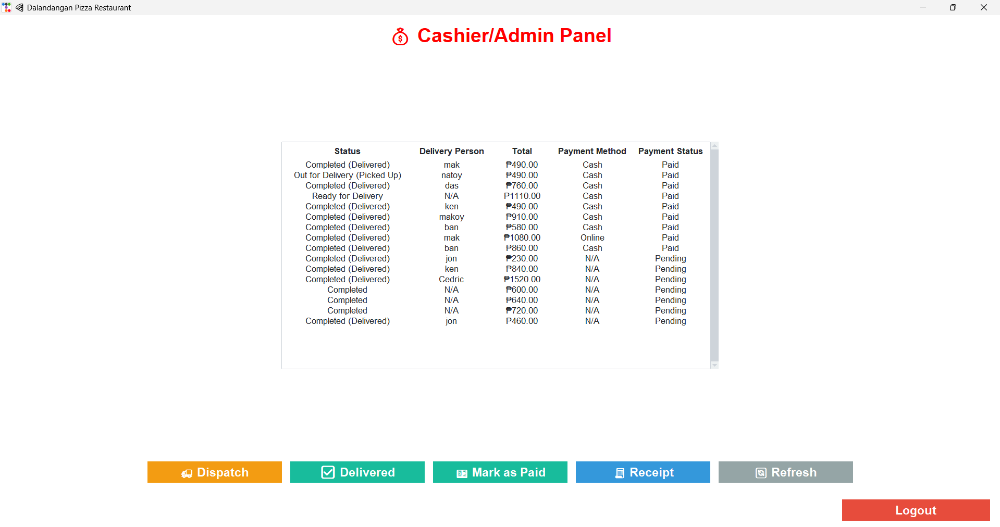 Dalandangan Pizza Restaurant
Cashier/Admin Panel
Status Delivery Person Total Payment Method Payment Status
Completed (Delivered) mak ₱490.00 Cash Paid
Out for Delivery (Picked Up) natoy ₱490.00 Cash Paid
Completed (Delivered) das ₱760.00 Cash Paid
Ready for Delivery N/A ₱1110.00 Cash Paid
Completed (Delivered) ken ₱490.00 Cash Paid
Completed (Delivered) makoy ₱910.00 Cash Paid
Completed (Delivered) ban ₱580.00 Cash Paid
Completed (Delivered) mak ₱1080.00 Online Paid
Completed (Delivered) ban ₱860.00 Cash Paid
Completed (Delivered) jon ₱230.00 N/A Pending
Completed (Delivered) ken ₱840.00 N/A Pending
Completed (Delivered) Cedric ₱1520.00 N/A Pending
Completed N/A ₱600.00 N/A Pending
Completed N/A ₱640.00 N/A Pending
Completed N/A ₱720.00 N/A Pending
Completed (Delivered) jon ₱460.00 N/A Pending
Dispatch Delivered Mark as Paid Receipt Refresh
Logout